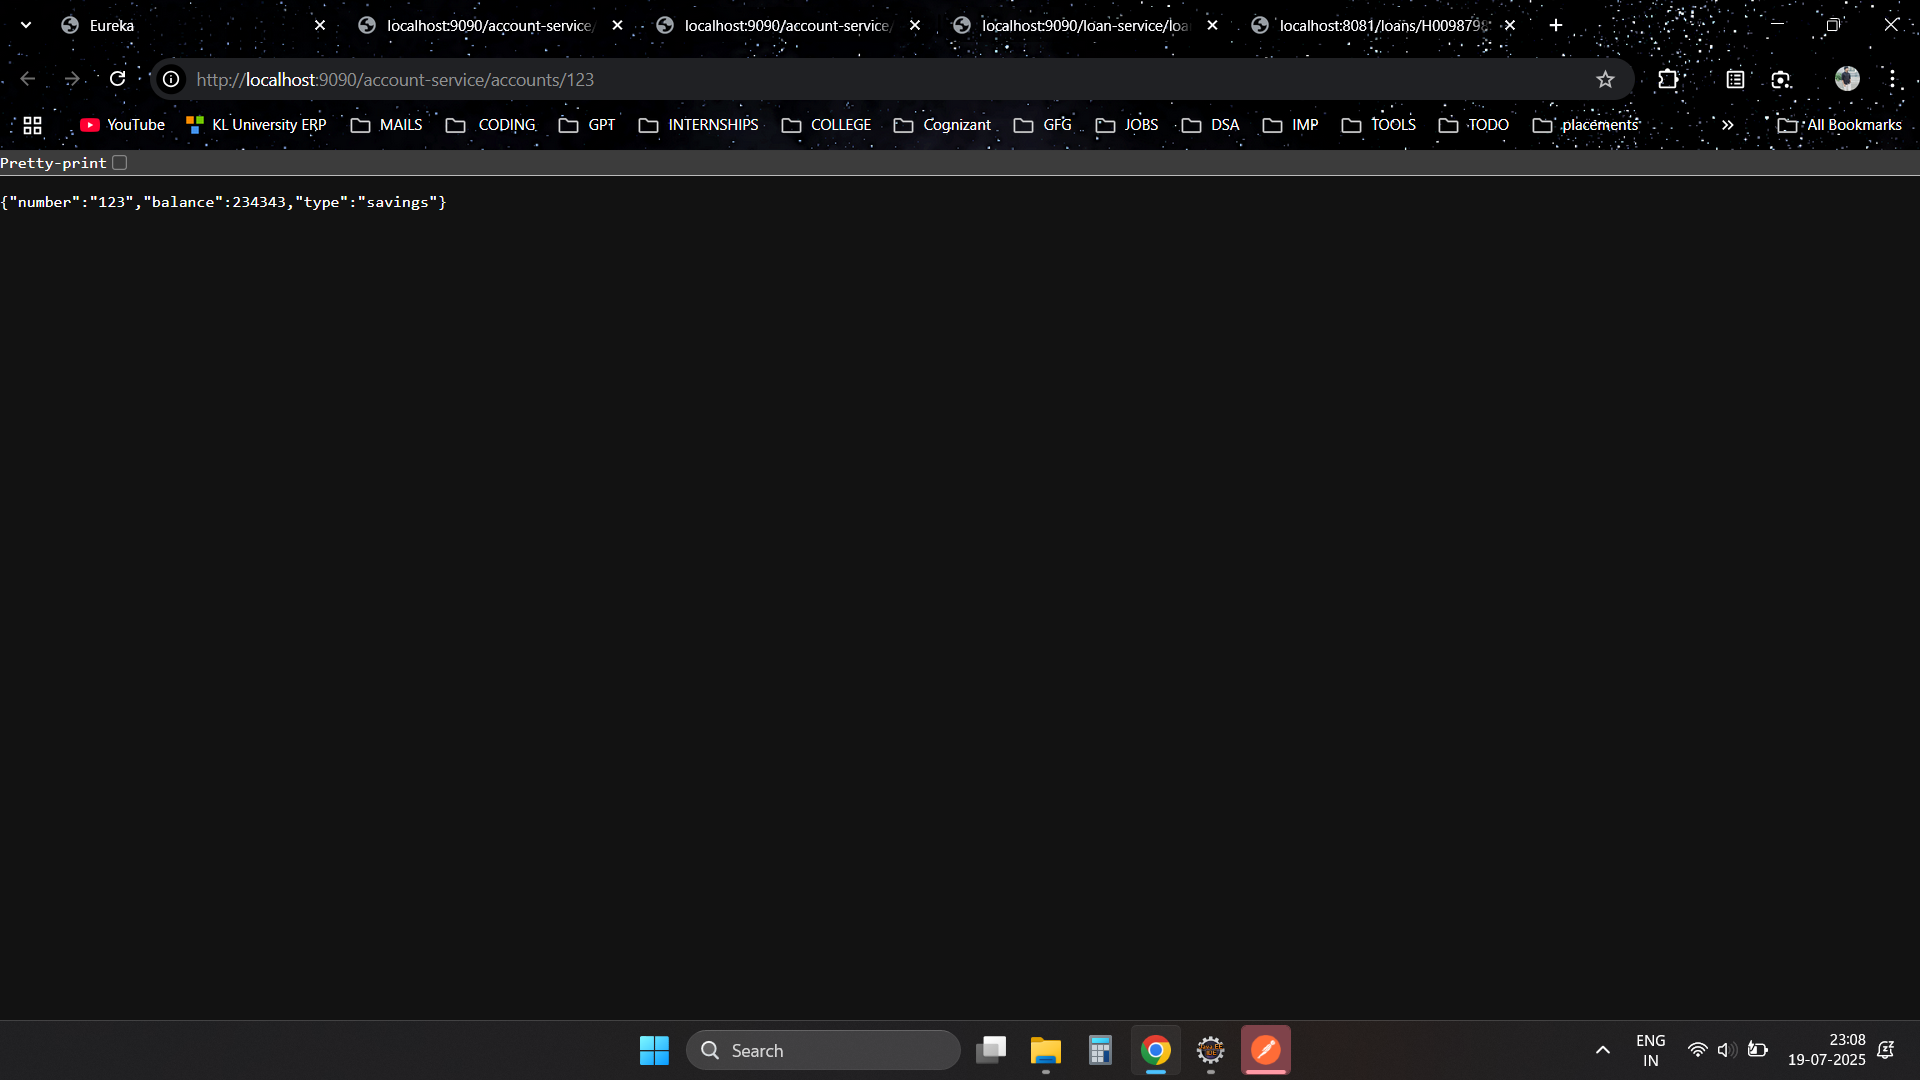 Eureka
localhost:9090/account-service/
localhost:9090/account-service/
localhost:9090/loan-service/loa
localhost:8081/loans/H0098798
http://localhost:9090/account-service/accounts/123
YouTube
KL University ERP
MAILS
CODING
GPT
INTERNSHIPS
COLLEGE
Cognizant
GFG
JOBS
DSA
IMP
TOOLS
TODO
placements
All Bookmarks
Pretty-print
{"number":"123","balance":234343,"type":"savings"}
Search
ENG
IN
23:08
19-07-2025